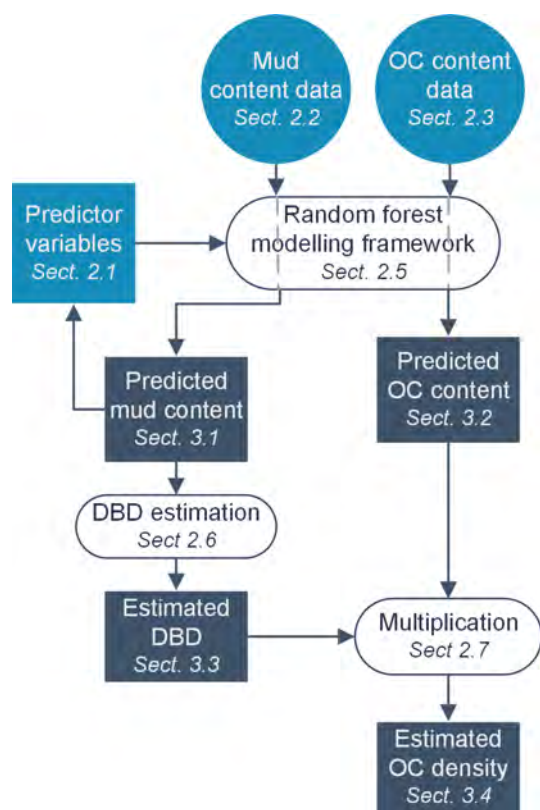 Mud
content data
Sect. 2.2
OC content
data
Sect. 2.3
Predictor
variables
Sect. 2.1
Random forest
modelling framework
Sect. 2.5
Predicted
mud content
Sect. 3.1
Predicted
OC content
Sect. 3.2
DBD estimation
Sect 2.6
Estimated
DBD
Sect. 3.3
Multiplication
Sect 2.7
Estimated
OC density
Sect. 3.4